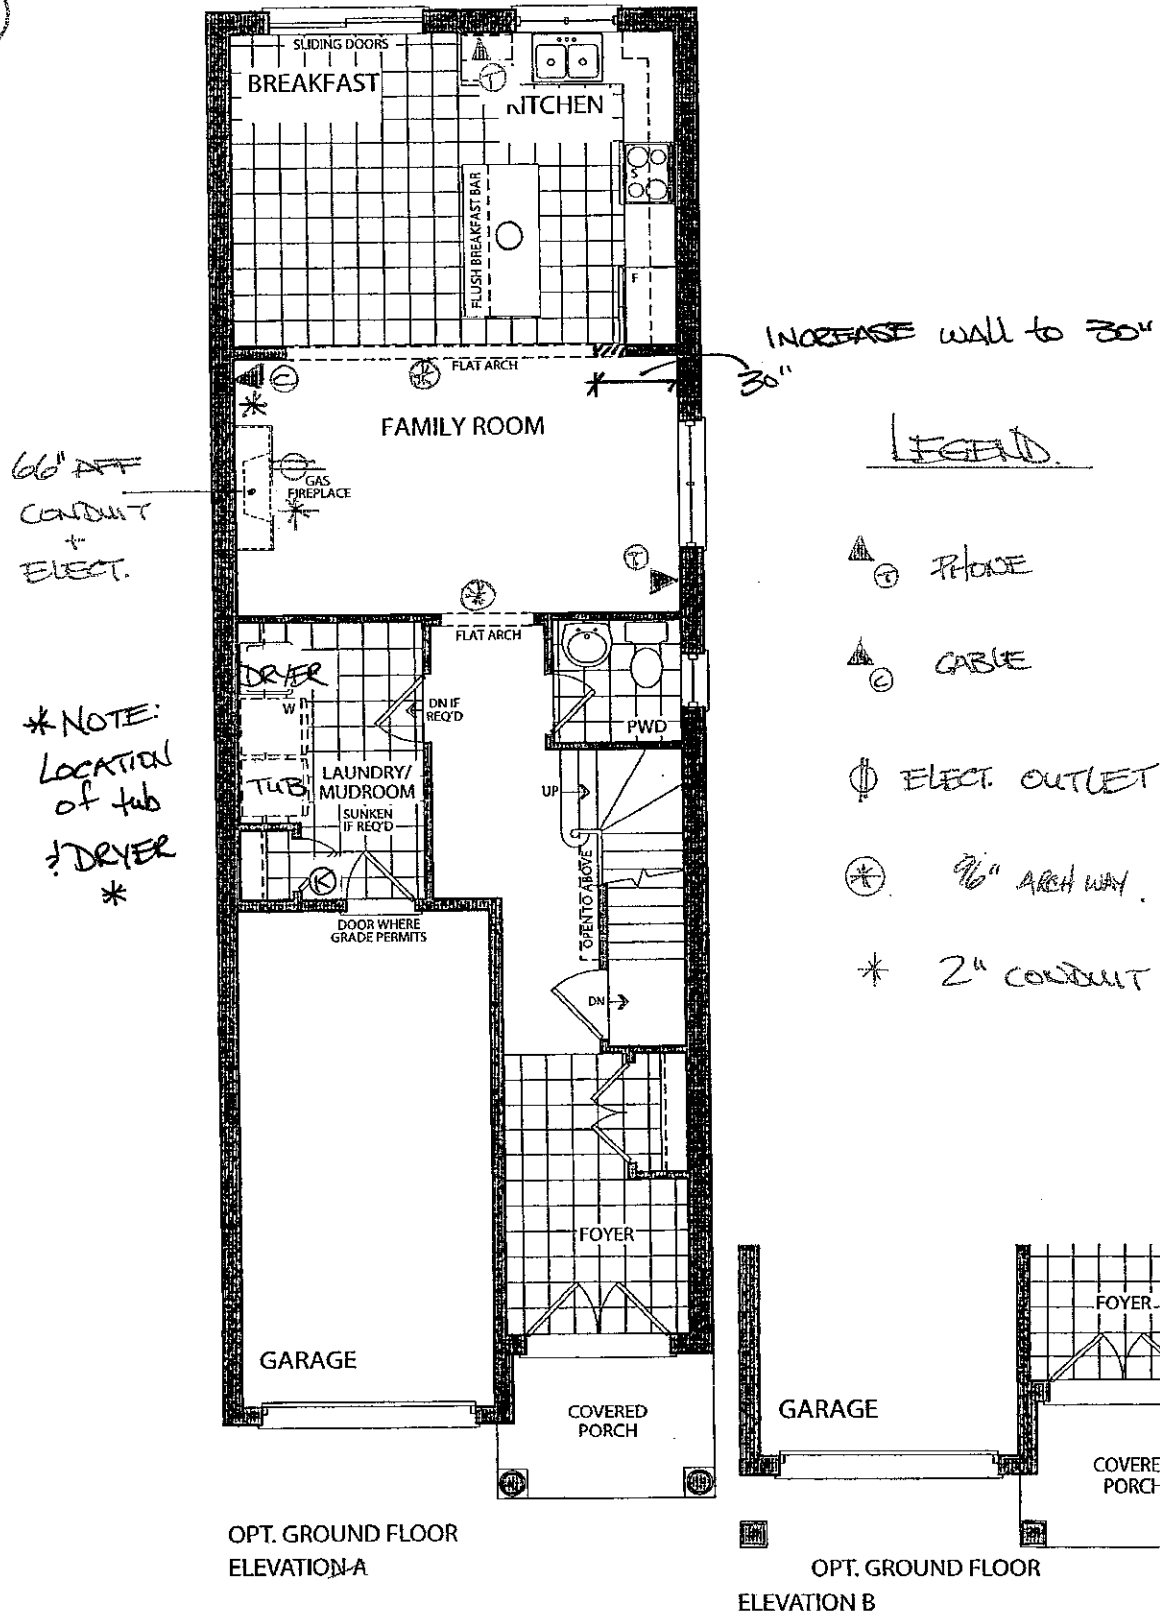 SLIDING DOORS
BREAKFAST
T
KITCHEN
S
FLUSH BREAKFAST BAR
F
INCREASE WALL to 30"
30"
FLAT ARCH
C
*
FAMILY ROOM
LEGEND.
66" AFF
CONDUIT
+
ELECT.
GAS
FIREPLACE
*
T
T PHONE
FLAT ARCH
C CABLE
DRYER
W
DN IF
REQ'D
PWD
* NOTE:
LOCATION
of tub
& DRYER
*
TUB
LAUNDRY/
MUDROOM
SUNKEN
IF REQ'D
UP
ELECT. OUTLET
K
OPEN TO ABOVE
* 96" ARCH WAY.
DOOR WHERE
GRADE PERMITS
* 2" CONDUIT
DN
FOYER
GARAGE
COVERED
PORCH
OPT. GROUND FLOOR
ELEVATION A
FOYER
GARAGE
COVERE
PORCH
OPT. GROUND FLOOR
ELEVATION B